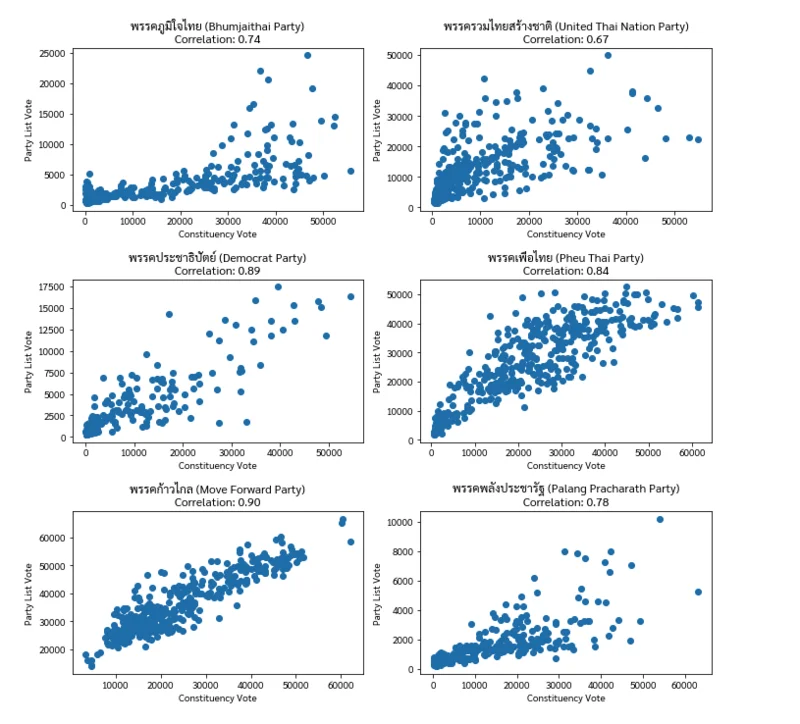 พรรคภูมิใจไทย (Bhumjaithai Party)
Correlation: 0.74
25000
20000
15000
10000
5000
0
Party List Vote
0 10000 20000 30000 40000 50000
Constituency Vote
พรรครวมไทยสร้างชาติ (United Thai Nation Party)
Correlation: 0.67
50000
40000
30000
20000
10000
0
Party List Vote
0 10000 20000 30000 40000 50000
Constituency Vote
พรรคประชาธิปัตย์ (Democrat Party)
Correlation: 0.89
17500
15000
12500
10000
7500
5000
2500
0
Party List Vote
0 10000 20000 30000 40000 50000
Constituency Vote
พรรคเพื่อไทย (Pheu Thai Party)
Correlation: 0.84
50000
40000
30000
20000
10000
0
Party List Vote
0 10000 20000 30000 40000 50000 60000
Constituency Vote
พรรคก้าวไกล (Move Forward Party)
Correlation: 0.90
60000
50000
40000
30000
20000
Party List Vote
10000 20000 30000 40000 50000 60000
Constituency Vote
พรรคพลังประชารัฐ (Palang Pracharath Party)
Correlation: 0.78
10000
8000
6000
4000
2000
0
Party List Vote
0 10000 20000 30000 40000 50000 60000
Constituency Vote